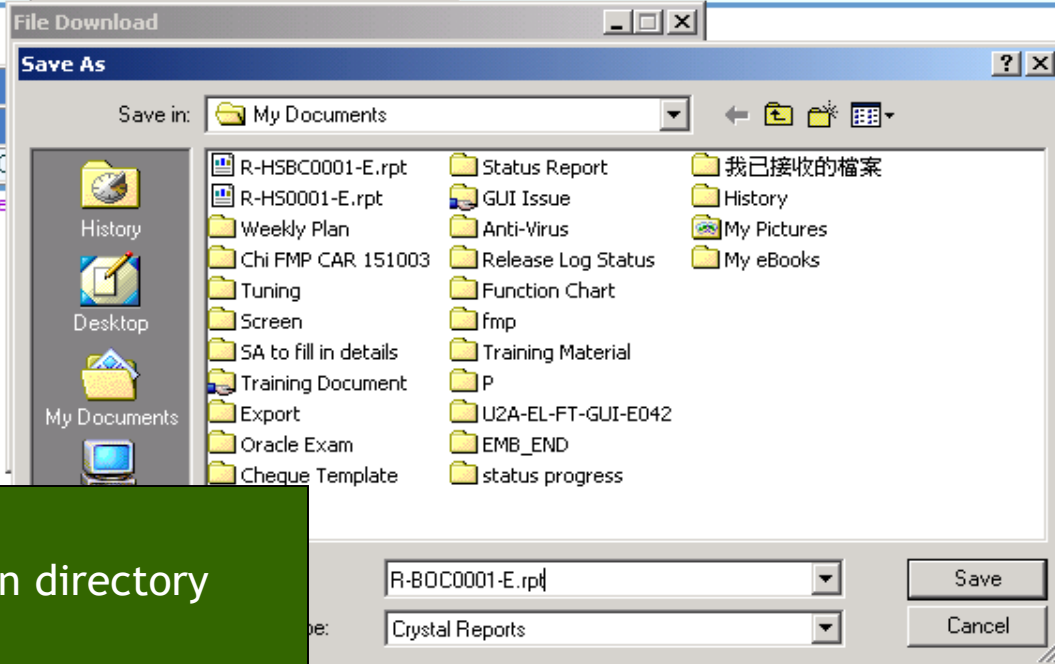 File Download
Save As
Save in: My Documents
History
Desktop
My Documents
R-HSBC0001-E.rpt
R-HS0001-E.rpt
Weekly Plan
Chi FMP CAR 151003
Tuning
Screen
SA to fill in details
Training Document
Export
Oracle Exam
Cheque Template
Status Report
GUI Issue
Anti-Virus
Release Log Status
Function Chart
fmp
Training Material
P
U2A-EL-FT-GUI-E042
EMB_END
status progress
我已接收的檔案
History
My Pictures
My eBooks
n directory
R-BOC0001-E.rpt
Save
pe: Crystal Reports
Cancel